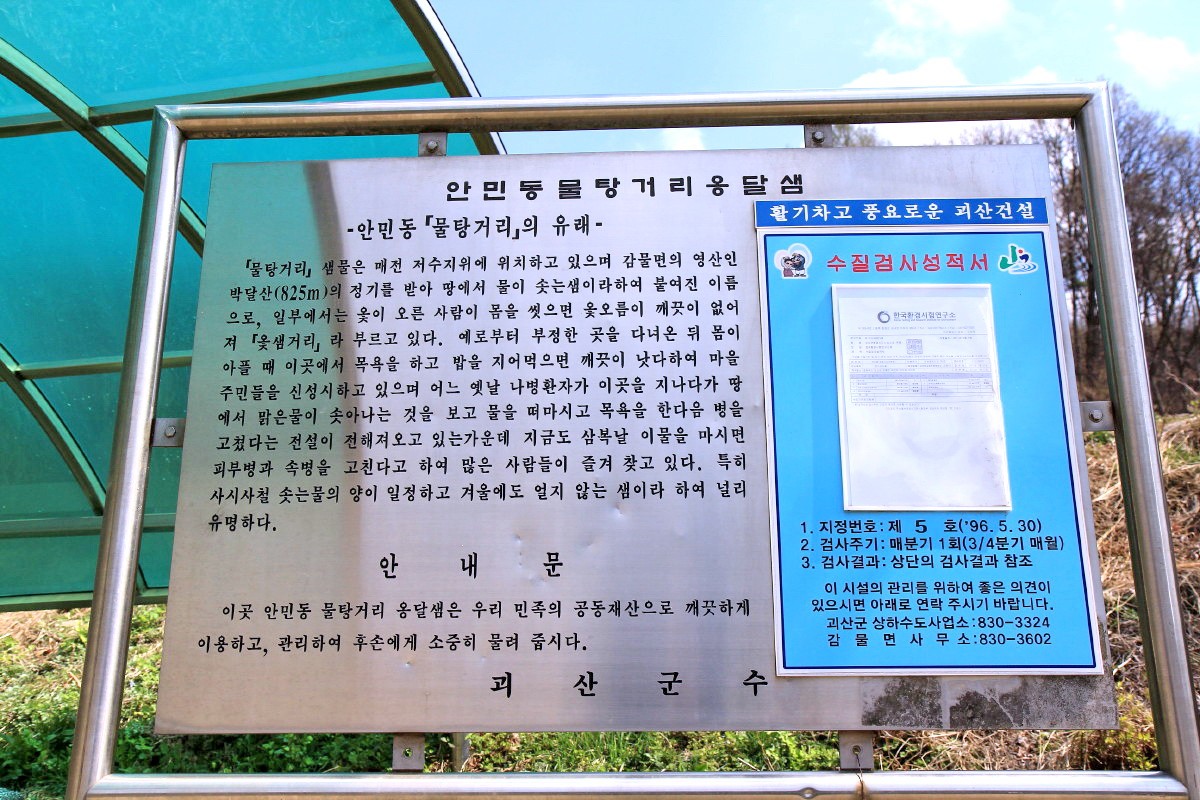 안민동물탕거리옹달샘
-안민동『물탕거리』의 유래-
『물탕거리』 샘물은 매전 저수지위에 위치하고 있으며 감물면의 영산인
박달산(825m)의 정기를 받아 땅에서 물이 솟는샘이라하여 붙여진 이름
으로, 일부에서는 옻이 오른 사람이 몸을 씻으면 옻오름이 깨끗이 없어
져 『옻샘거리』라 부르고 있다. 예로부터 부정한 곳을 다녀온 뒤 몸이
아플 때 이곳에서 목욕을 하고 밥을 지어먹으면 깨끗이 낫다하여 마을
주민들을 신성시하고 있으며 어느 옛날 나병환자가 이곳을 지나다가 땅
에서 맑은물이 솟아나는 것을 보고 물을 떠마시고 목욕을 한다음 병을
고쳤다는 전설이 전해져오고 있는가운데 지금도 삼복날 이물을 마시면
피부병과 속병을 고친다고 하여 많은 사람들이 즐겨 찾고 있다. 특히
사시사철 솟는물의 양이 일정하고 겨울에도 얼지 않는 샘이라 하여 널리
유명하다.
안 내 문
이곳 안민동 물탕거리 옹달샘은 우리 민족의 공동재산으로 깨끗하게
이용하고, 관리하여 후손에게 소중히 물려 줍시다.
괴 산 군 수
활기차고 풍요로운 괴산건설
수질검사성적서
한국환경시험연구소
1. 지정번호: 제 5 호('96. 5. 30)
2. 검사주기: 매분기 1회(3/4분기 매월)
3. 검사결과: 상단의 검사결과 참조
이 시설의 관리를 위하여 좋은 의견이
있으시면 아래로 연락 주시기 바랍니다.
괴산군 상하수도사업소:830-3324
감 물 면 사 무 소:830-3602